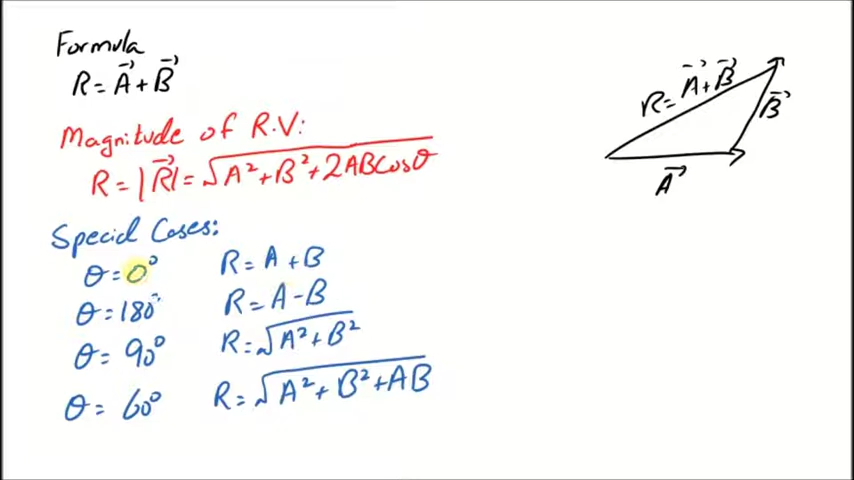 Formula
R = A⃗ + B⃗
Magnitude of R.V:
R = |R⃗| = √A² + B² + 2ABCosθ
Special Cases:
θ = 0° R = A + B
θ = 180° R = A - B
θ = 90° R = √A² + B²
θ = 60° R = √A² + B² + AB
R = A⃗ + B⃗
B⃗
A⃗